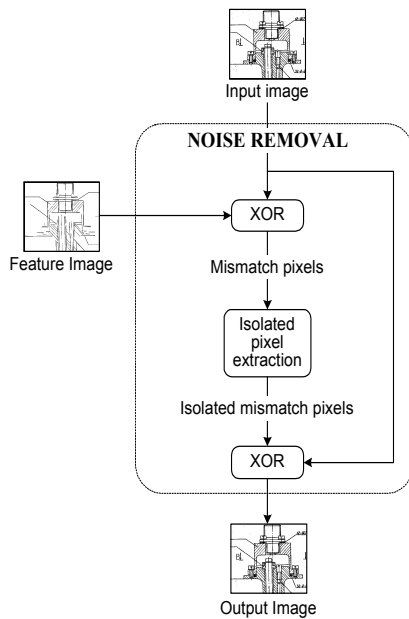 Input image
NOISE REMOVAL
XOR
Feature Image
Mismatch pixels
Isolated
pixel
extraction
Isolated mismatch pixels
XOR
Output Image